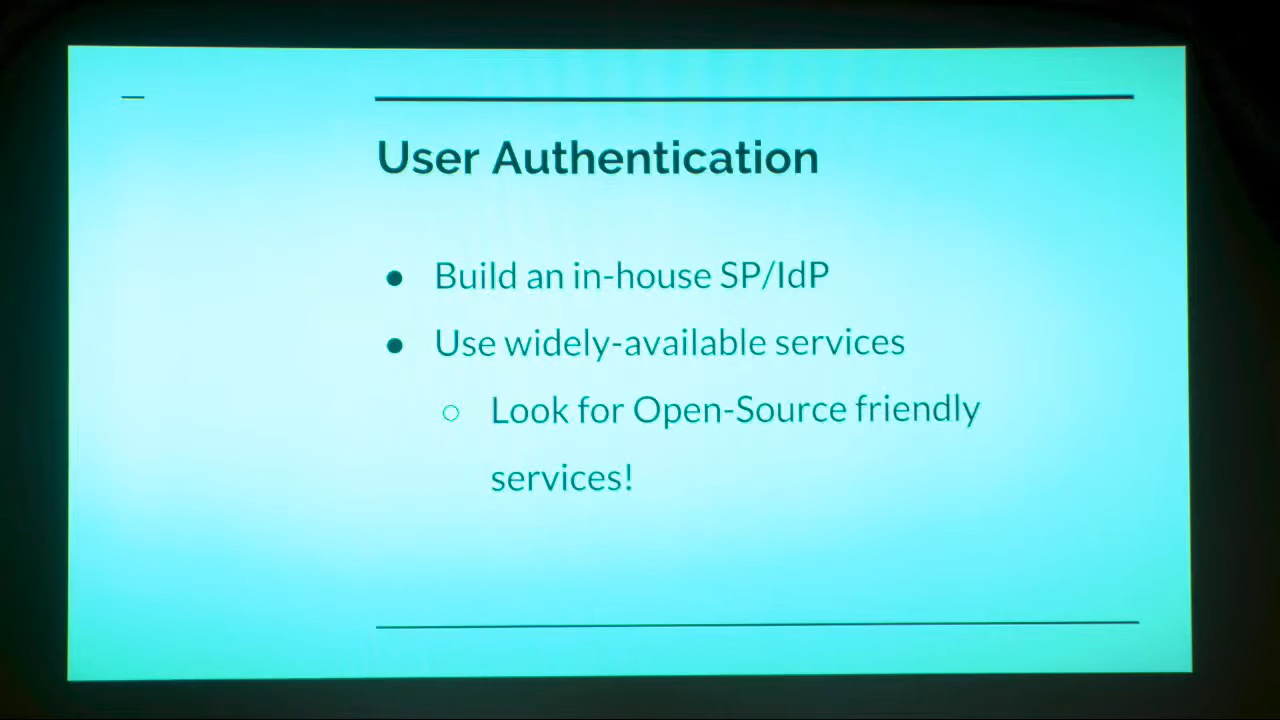 User Authentication
● Build an in-house SP/IdP
● Use widely-available services
○ Look for Open-Source friendly
services!